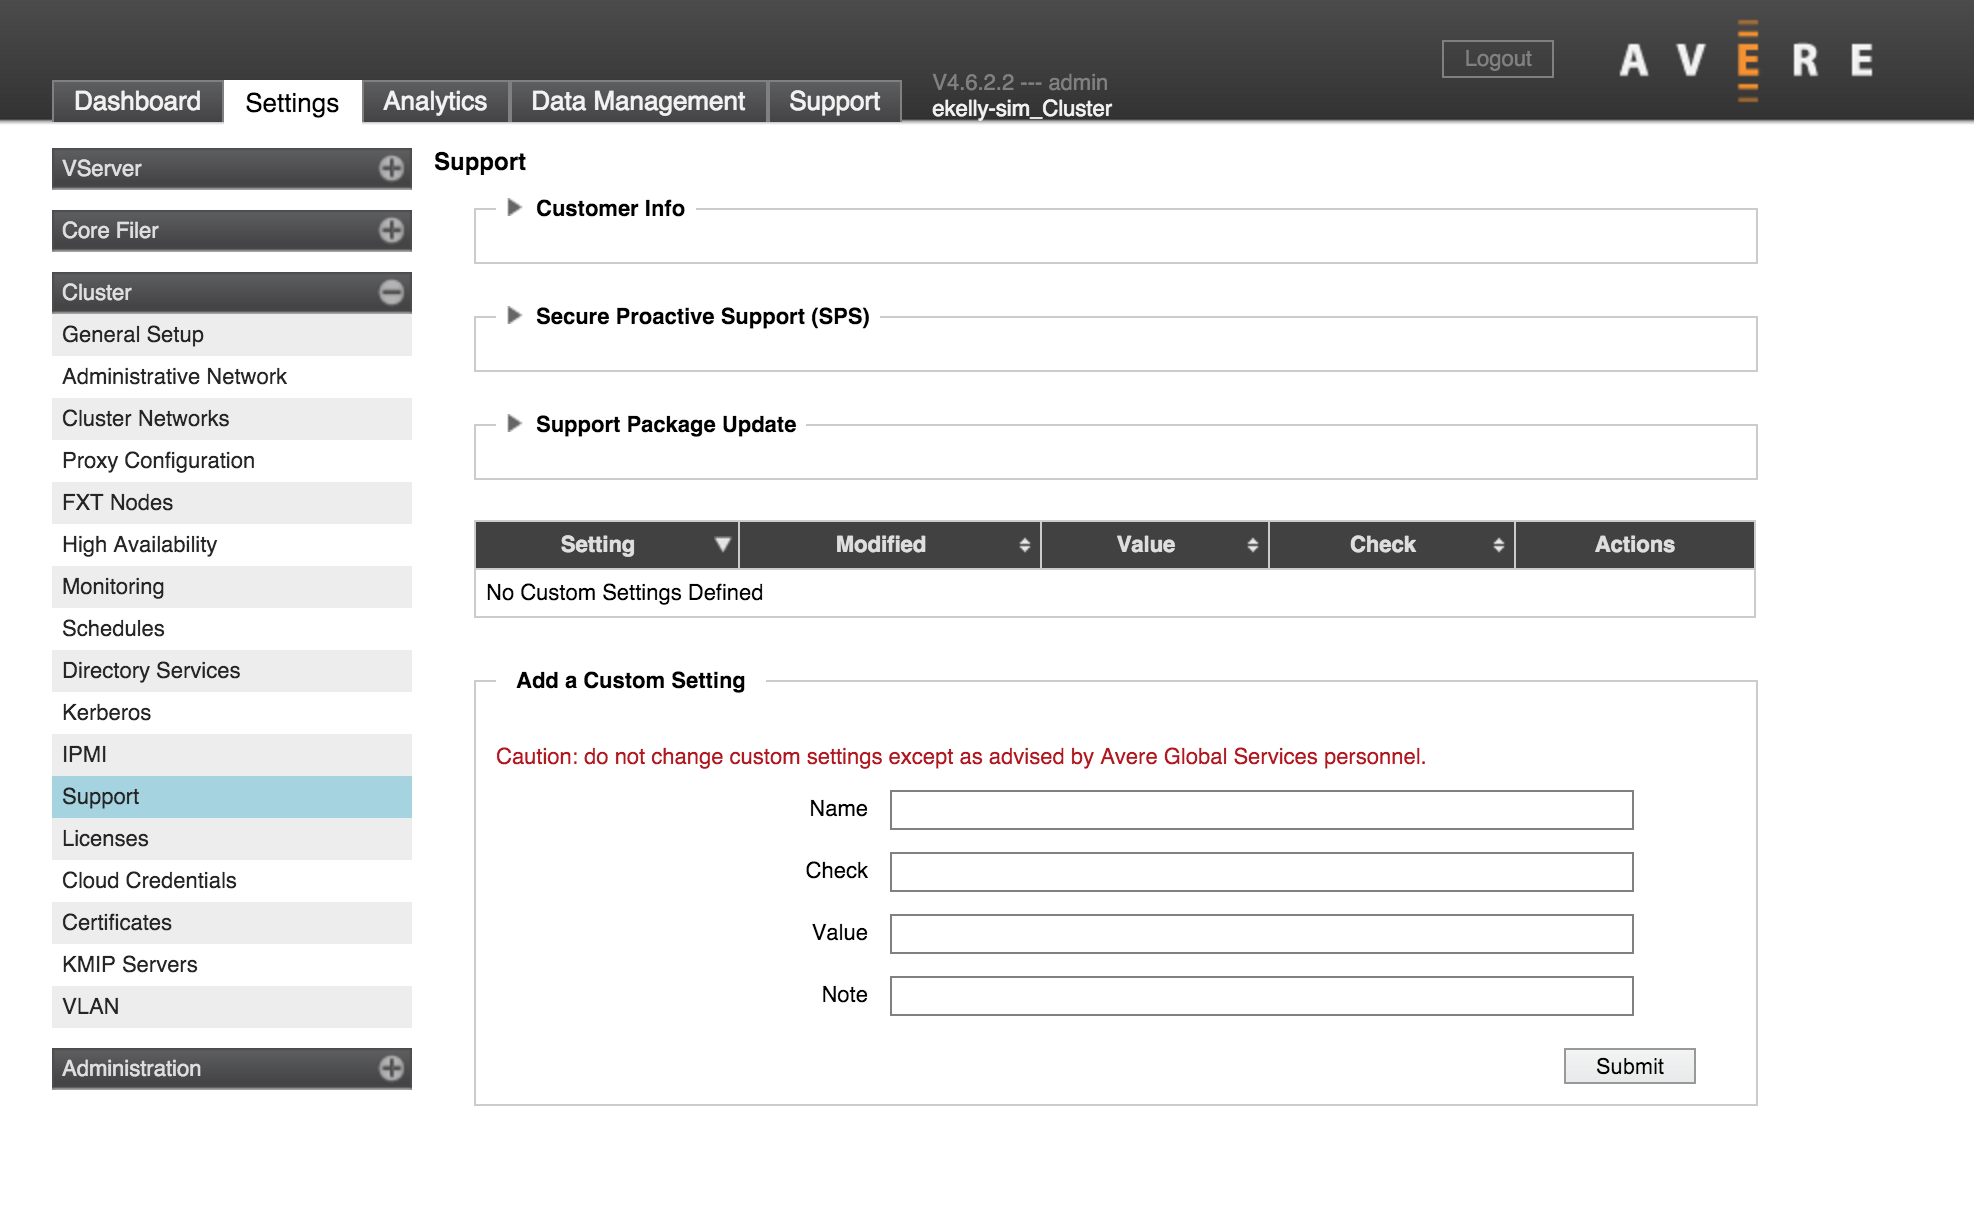 Logout
AVERE
Dashboard Settings Analytics Data Management Support
V4.6.2.2 --- admin
ekelly-sim_Cluster
VServer
Core Filer
Cluster
General Setup
Administrative Network
Cluster Networks
Proxy Configuration
FXT Nodes
High Availability
Monitoring
Schedules
Directory Services
Kerberos
IPMI
Support
Licenses
Cloud Credentials
Certificates
KMIP Servers
VLAN
Administration
Support
Customer Info
Secure Proactive Support (SPS)
Support Package Update
Setting Modified Value Check Actions
No Custom Settings Defined
Add a Custom Setting
Caution: do not change custom settings except as advised by Avere Global Services personnel.
Name
Check
Value
Note
Submit